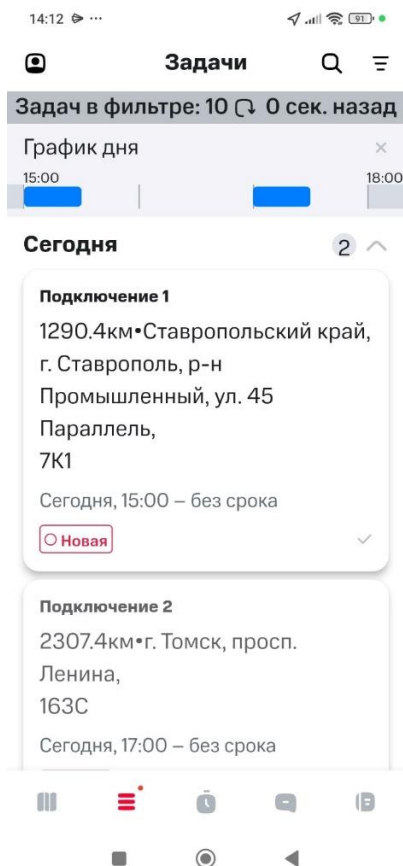 14:12 ···
91
Задачи
Задач в фильтре: 10 0 сек. назад
График дня
15:00 18:00
Сегодня 2
Подключение 1
1290.4км•Ставропольский край,
г. Ставрополь, р-н
Промышленный, ул. 45
Параллель,
7К1
Сегодня, 15:00 – без срока
Новая
Подключение 2
2307.4км•г. Томск, просп.
Ленина,
163С
Сегодня, 17:00 – без срока